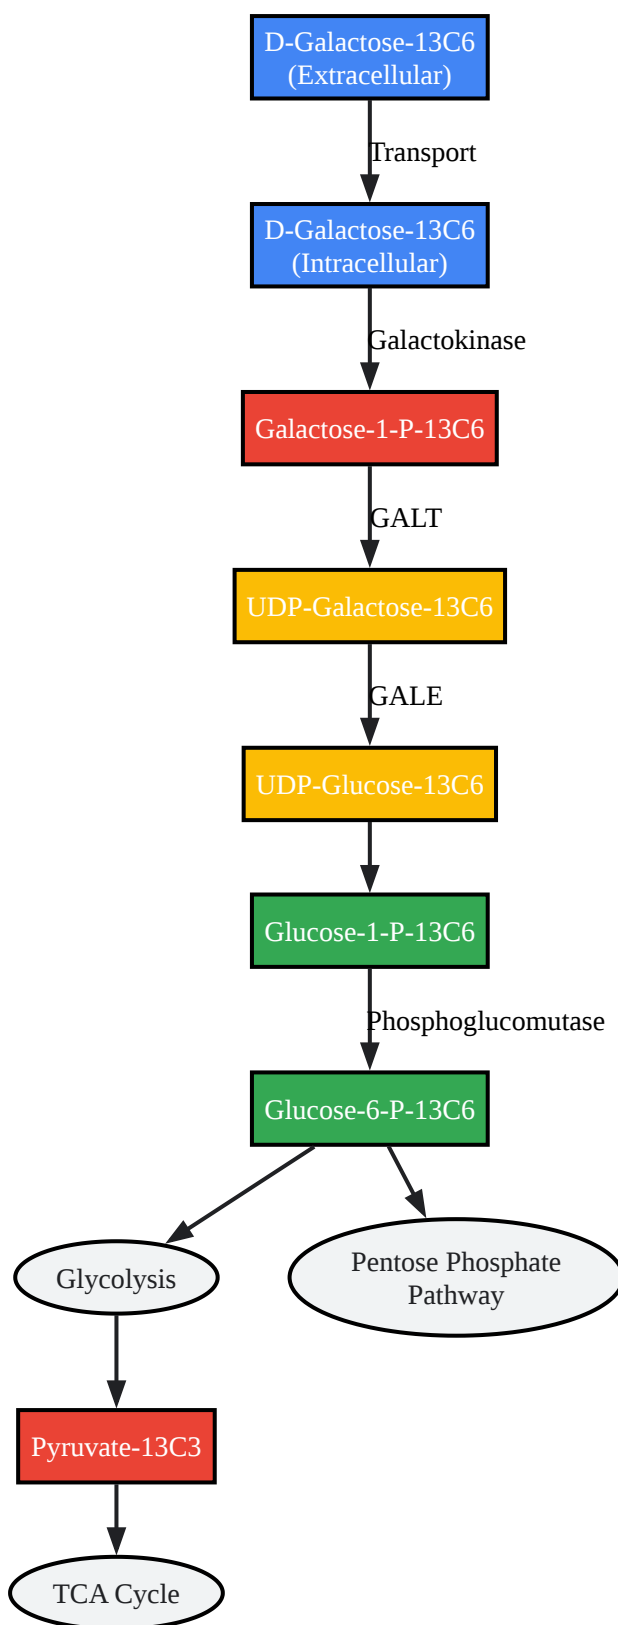 D-Galactose-13C6
(Extracellular)
Transport
D-Galactose-13C6
(Intracellular)
Galactokinase
Galactose-1-P-13C6
GALT
UDP-Galactose-13C6
GALE
UDP-Glucose-13C6
Glucose-1-P-13C6
Phosphoglucomutase
Glucose-6-P-13C6
Glycolysis
Pentose Phosphate
Pathway
Pyruvate-13C3
TCA Cycle